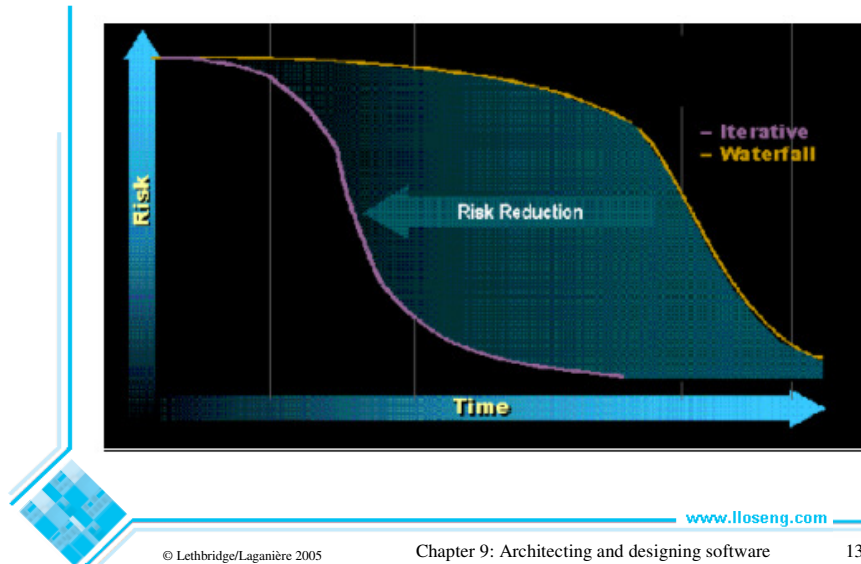 – Iterative
– Waterfall
Risk
Risk Reduction
Time
www.lloseng.com
© Lethbridge/Laganière 2005 Chapter 9: Architecting and designing software 13